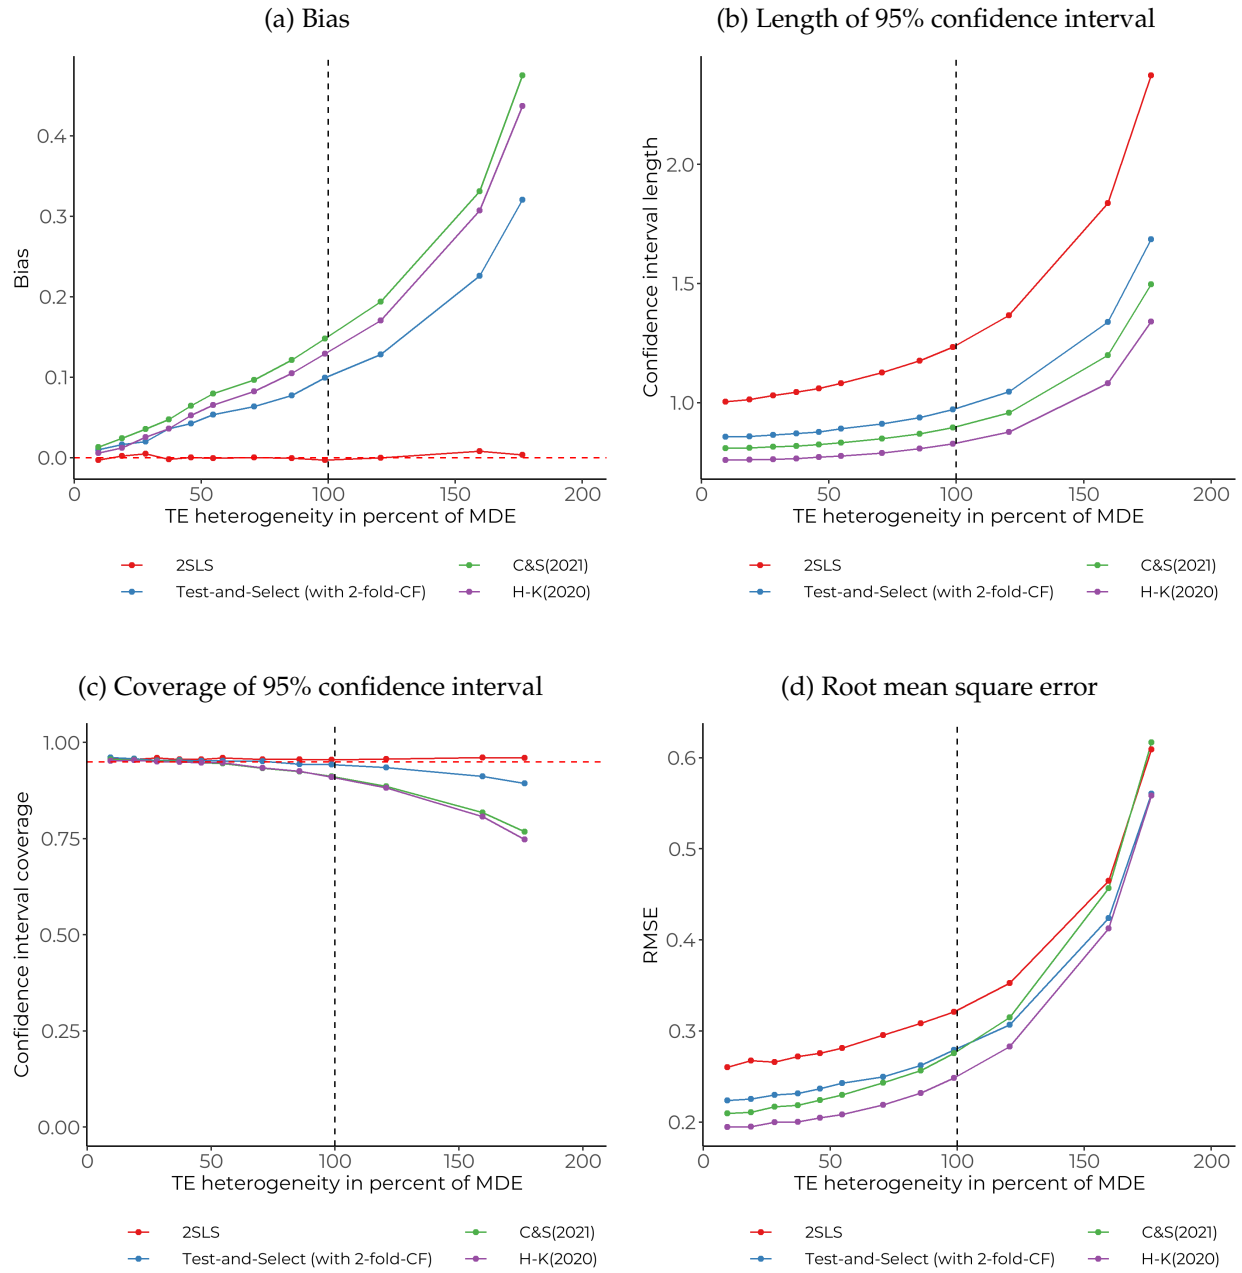 (a) Bias
Bias
0.4
0.3
0.2
0.1
0.0
0 50 100 150 200
TE heterogeneity in percent of MDE
2SLS
Test-and-Select (with 2-fold-CF)
C&S(2021)
H-K(2020)
(b) Length of 95% confidence interval
Confidence interval length
2.0
1.5
1.0
0 50 100 150 200
TE heterogeneity in percent of MDE
2SLS
Test-and-Select (with 2-fold-CF)
C&S(2021)
H-K(2020)
(c) Coverage of 95% confidence interval
Confidence interval coverage
1.00
0.75
0.50
0.25
0.00
0 50 100 150 200
TE heterogeneity in percent of MDE
2SLS
Test-and-Select (with 2-fold-CF)
C&S(2021)
H-K(2020)
(d) Root mean square error
RMSE
0.6
0.5
0.4
0.3
0.2
0 50 100 150 200
TE heterogeneity in percent of MDE
2SLS
Test-and-Select (with 2-fold-CF)
C&S(2021)
H-K(2020)